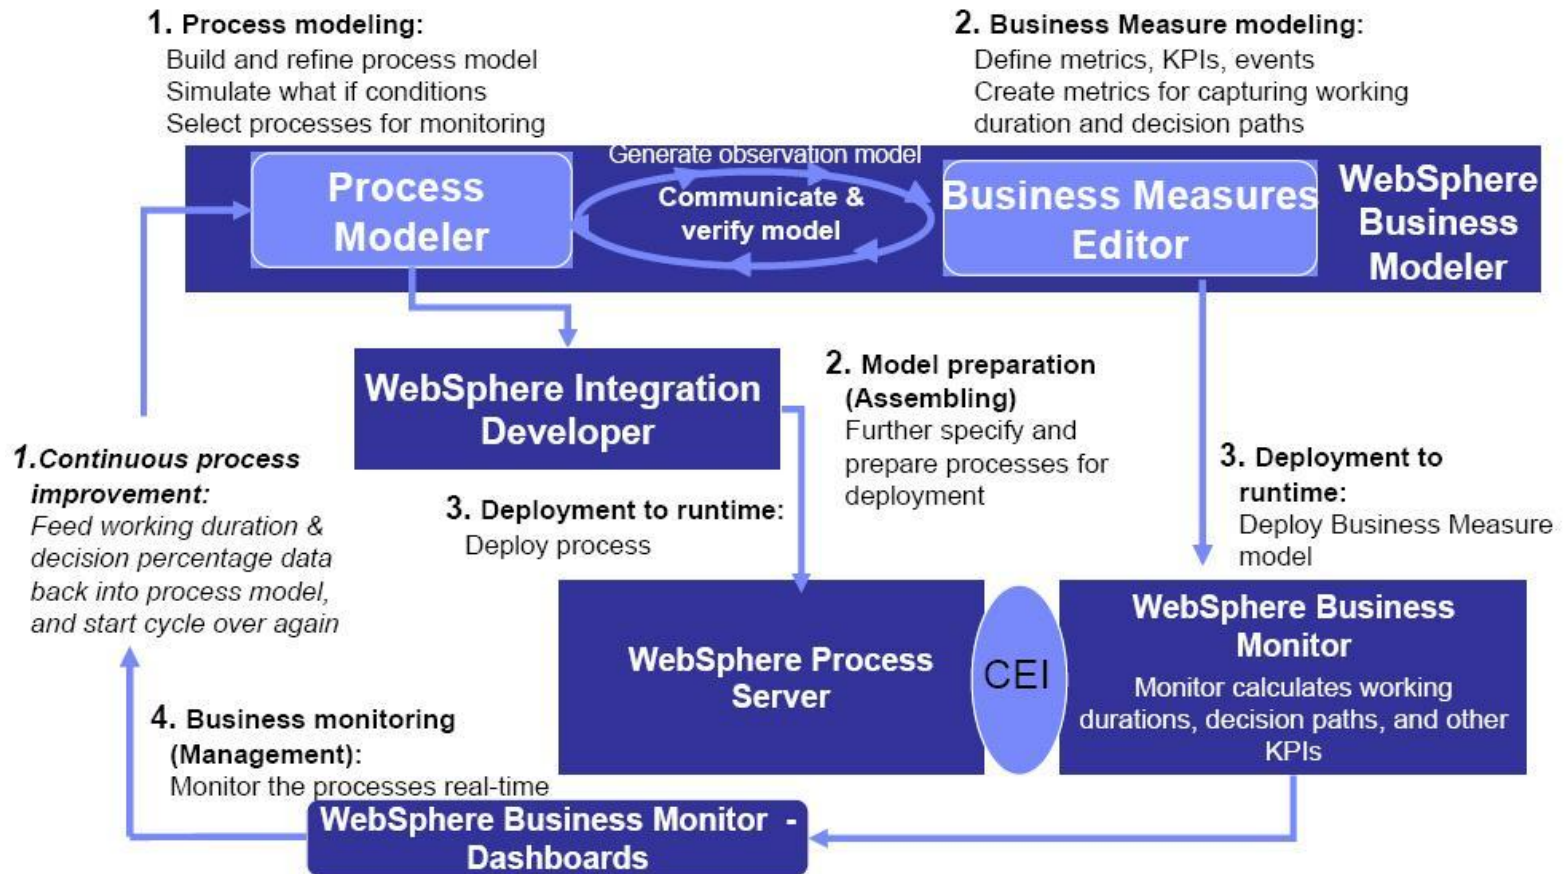 1. Process modeling:
Build and refine process model
Simulate what if conditions
Select processes for monitoring
2. Business Measure modeling:
Define metrics, KPIs, events
Create metrics for capturing working
duration and decision paths
Process
Modeler
Generate observation model
Communicate &
verify model
Business Measures
Editor
WebSphere
Business
Modeler
WebSphere Integration
Developer
2. Model preparation
(Assembling)
Further specify and
prepare processes for
deployment
1.Continuous process
improvement:
Feed working duration &
decision percentage data
back into process model,
and start cycle over again
3. Deployment to runtime:
Deploy process
3. Deployment to
runtime:
Deploy Business Measure
model
WebSphere Process
Server
CEI
WebSphere Business
Monitor
Monitor calculates working
durations, decision paths, and other
KPIs
4. Business monitoring
(Management):
Monitor the processes real-time
WebSphere Business Monitor -
Dashboards